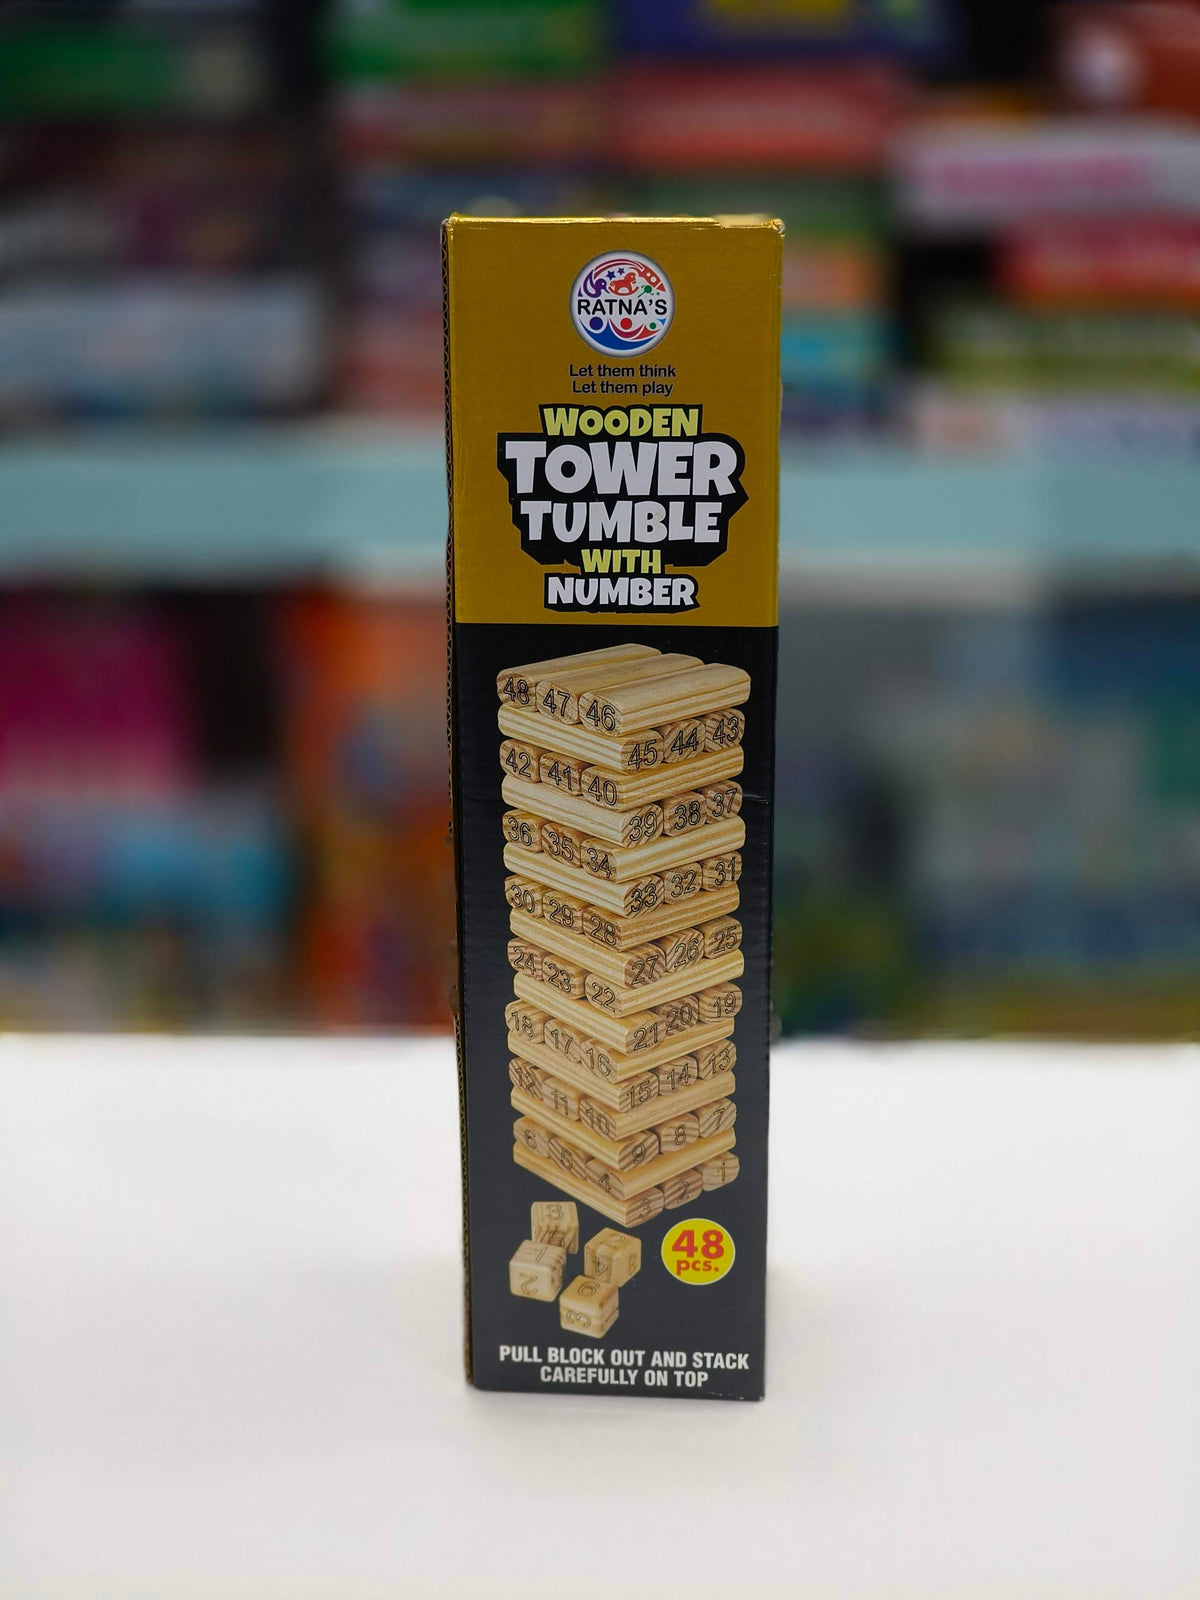 RATNA'S
Let them think
Let them play
WOODEN
TOWER
TUMBLE
WITH
NUMBER
48 47 46
45 44 43
42 41 40
39 38 37
36 35 34
33 32 31
30 29 28
27 26 25
24 23 22
21 20 19
18 17 16
15 14 13
12 11 10
9 8 7
6 5 4
3 2 1
48
pcs.
PULL BLOCK OUT AND STACK
CAREFULLY ON TOP